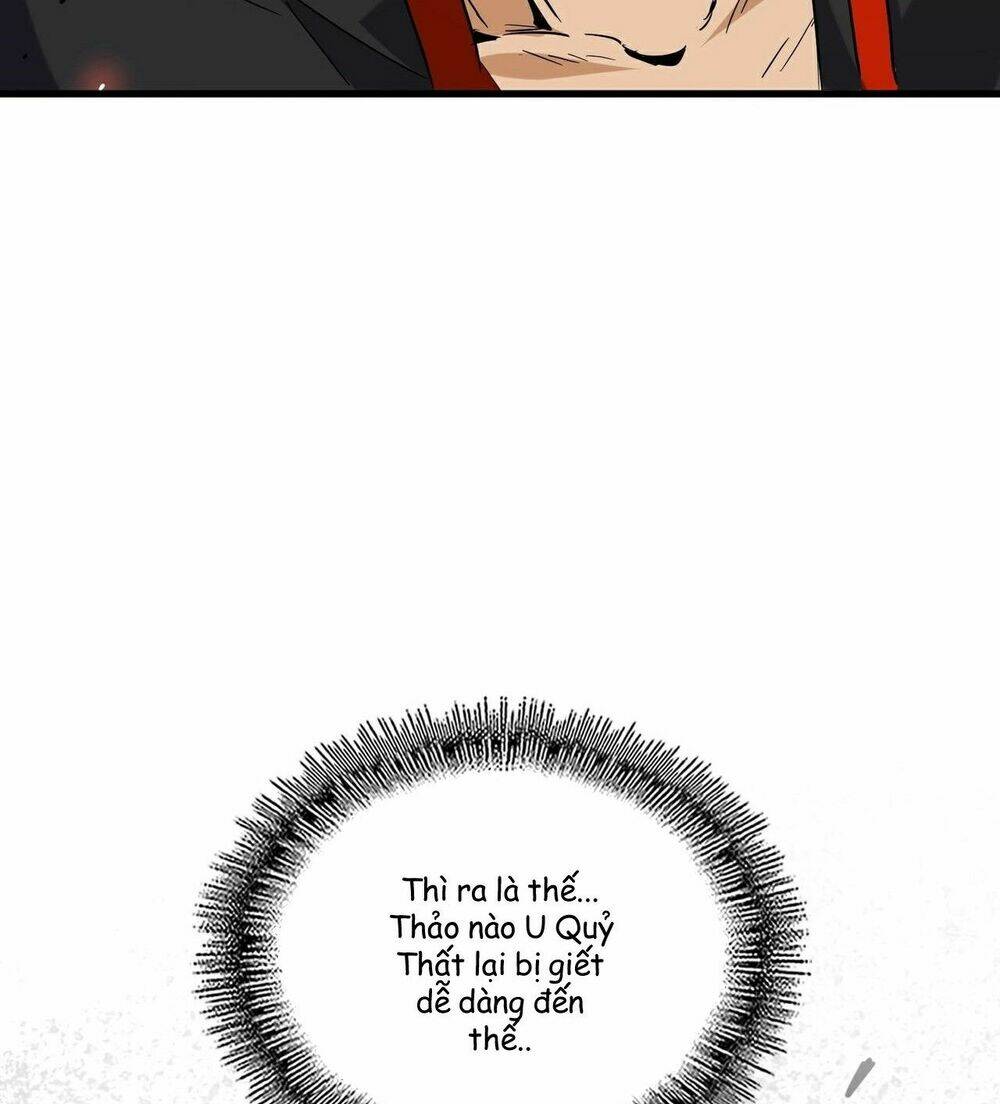 Thì ra là thế...
Thảo nào U Quỷ
Thất lại bị giết
dễ dàng đến
thế..